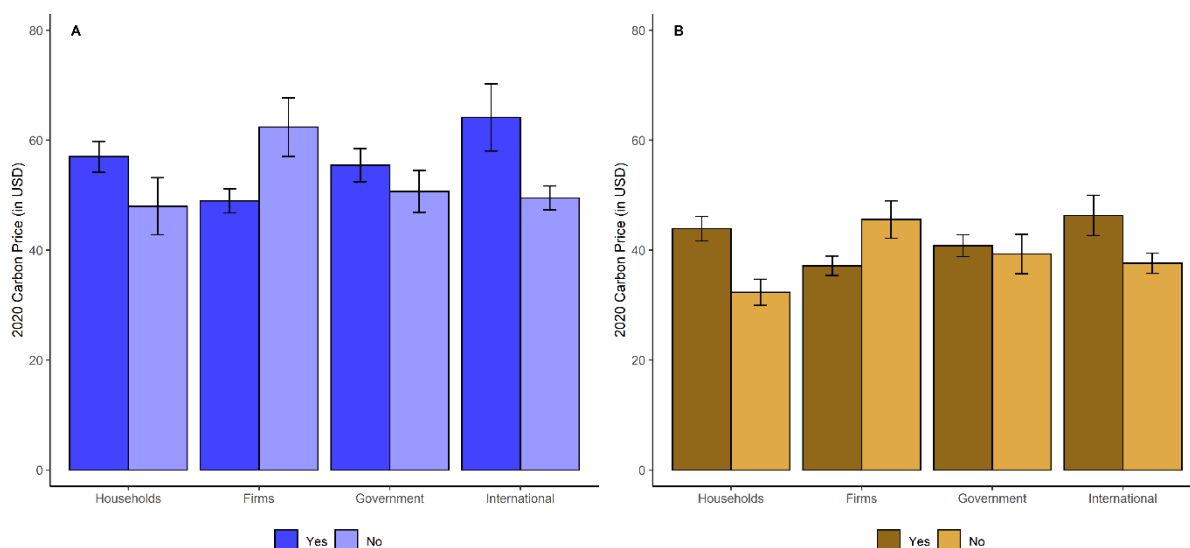 A
2020 Carbon Price (in USD)
80
60
40
20
0
Households Firms Government International
Yes No
B
2020 Carbon Price (in USD)
80
60
40
20
0
Households Firms Government International
Yes No